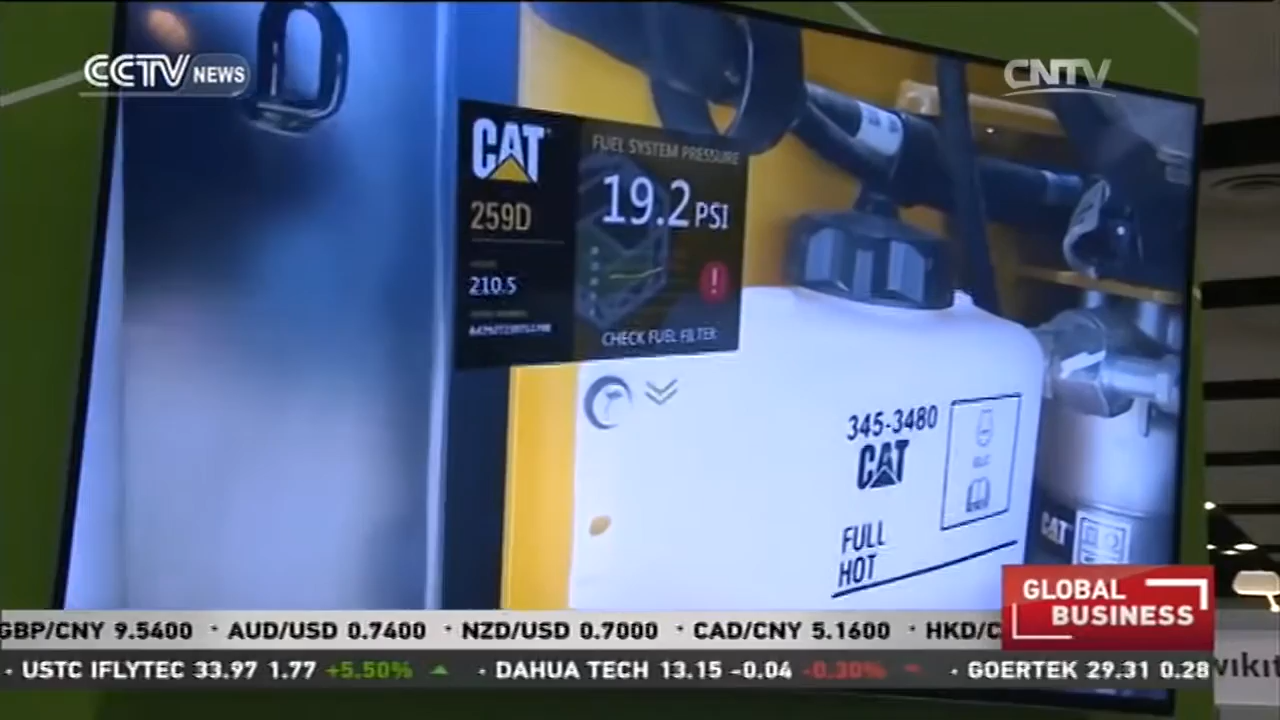 CCTV NEWS
CNTV
CAT
259D
210.5
FUEL SYSTEM PRESSURE
19.2 PSI
!
CHECK FUEL FILTER
345-3480
CAT
FULL
HOT
CAT
GLOBAL
BUSINESS
GBP/CNY 9.5400 · AUD/USD 0.7400 · NZD/USD 0.7000 · CAD/CNY 5.1600 · HKD/C
· USTC IFLYTEC 33.97 1.77 +5.50% · DAHUA TECH 13.15 -0.04 -0.30% · GOERTEK 29.31 0.28